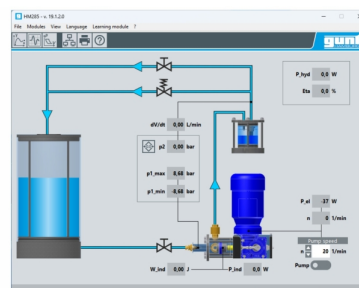 HM285 - v. 19.1.2.0
File Modules View Language Learning module ?
gunt
P_hyd 0,0 W
Eta 0,0 %
dV/dt 0,00 L/min
p2 0,00 bar
p1_max 8,68 bar
p1_min -8,68 bar
P_el -37 W
n 0 1/min
Pump speed
n 20 1/min
Pump
W_ind 0,00 J
P_ind 0,0 W